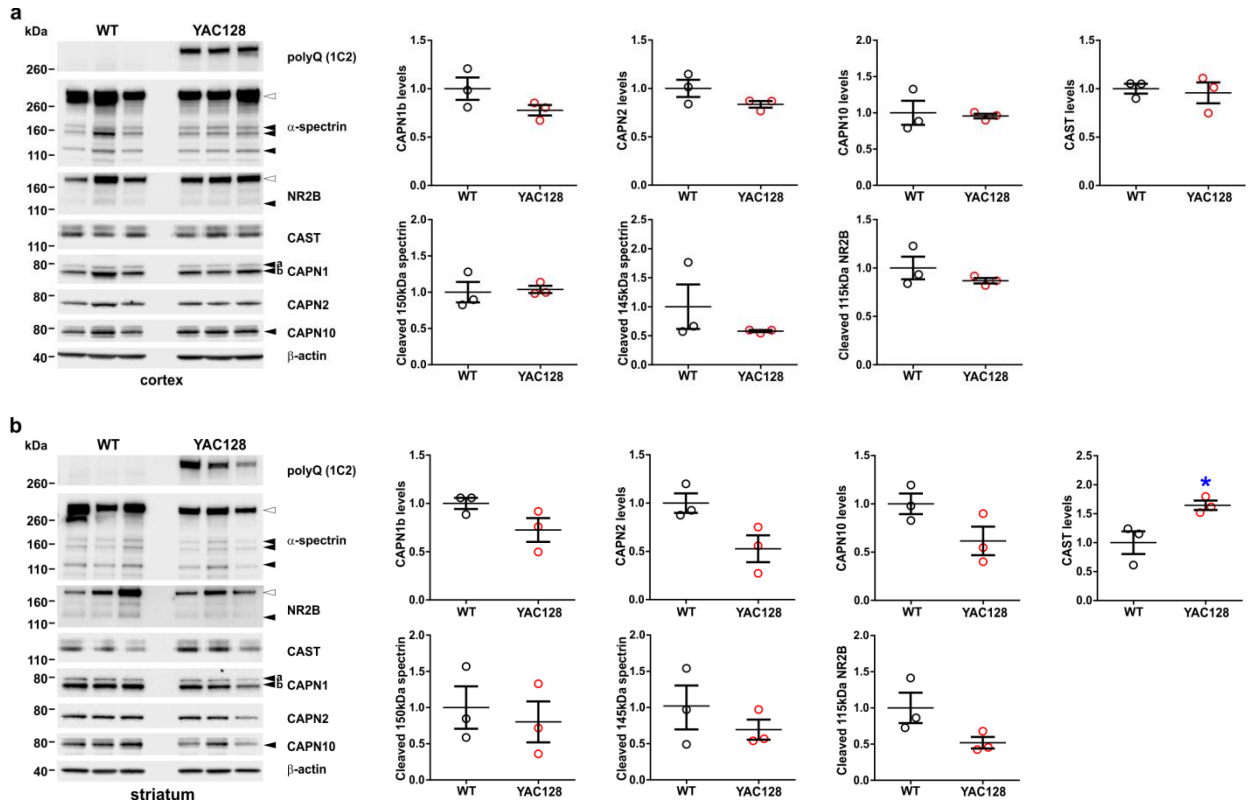 a
kDa
WT
YAC128
260
polyQ (1C2)
260
160
110
α-spectrin
160
110
NR2B
110
CAST
80
a
b
CAPN1
80
CAPN2
80
CAPN10
40
β-actin
cortex
CAPN1b levels
1.5
1.0
0.5
0.0
WT
YAC128
CAPN2 levels
1.5
1.0
0.5
0.0
WT
YAC128
CAPN10 levels
2.0
1.5
1.0
0.5
0.0
WT
YAC128
CAST levels
1.5
1.0
0.5
0.0
WT
YAC128
Cleaved 150kDa spectrin
2.0
1.5
1.0
0.5
0.0
WT
YAC128
Cleaved 145kDa spectrin
2.5
2.0
1.5
1.0
0.5
0.0
WT
YAC128
Cleaved 115kDa NR2B
1.5
1.0
0.5
0.0
WT
YAC128
b
kDa
WT
YAC128
polyQ (1C2)
260
160
110
α-spectrin
160
110
NR2B
110
CAST
80
a
b
CAPN1
80
CAPN2
80
CAPN10
40
β-actin
striatum
CAPN1b levels
1.5
1.0
0.5
0.0
WT
YAC128
CAPN2 levels
1.5
1.0
0.5
0.0
WT
YAC128
CAPN10 levels
1.5
1.0
0.5
0.0
WT
YAC128
CAST levels
2.5
2.0
1.5
1.0
0.5
0.0
*
WT
YAC128
Cleaved 150kDa spectrin
2.0
1.5
1.0
0.5
0.0
WT
YAC128
Cleaved 145kDa spectrin
2.0
1.5
1.0
0.5
0.0
WT
YAC128
Cleaved 115kDa NR2B
2.0
1.5
1.0
0.5
0.0
WT
YAC128